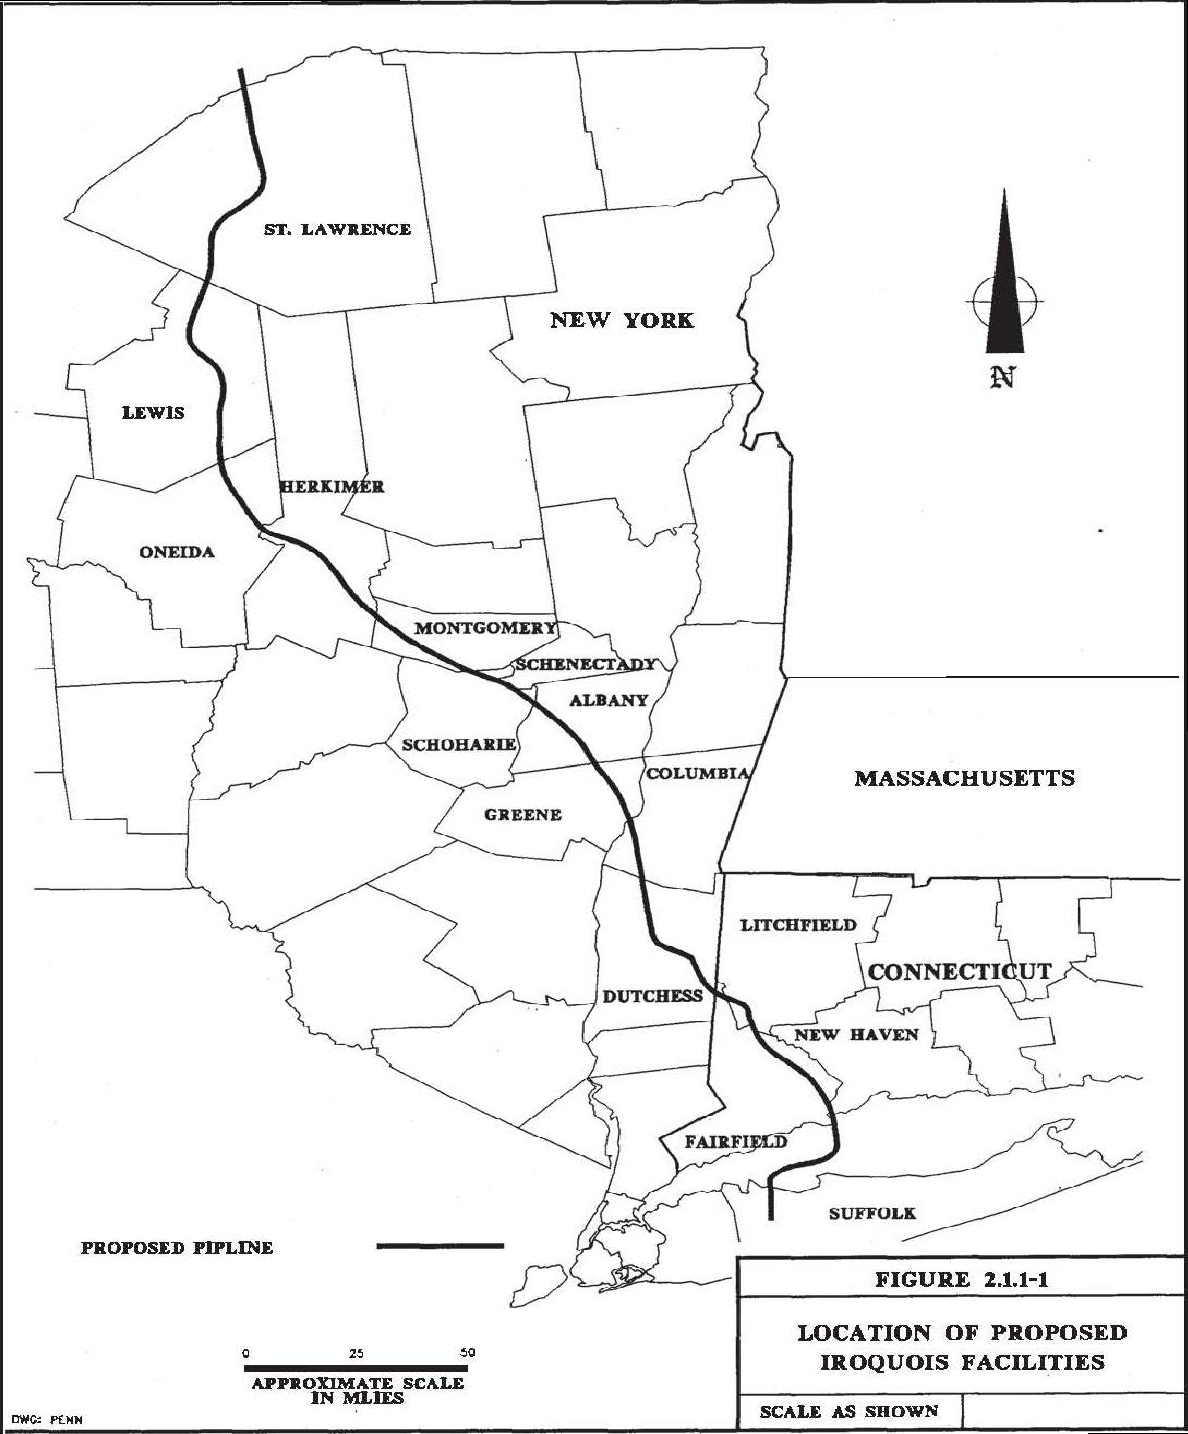 ST. LAWRENCE
NEW YORK
N
LEWIS
HERKIMER
ONEIDA
MONTGOMERY
SCHENECTADY
ALBANY
SCHOHARIE
COLUMBIA
MASSACHUSETTS
GREENE
LITCHFIELD
CONNECTICUT
DUTCHESS
NEW HAVEN
FAIRFIELD
SUFFOLK
PROPOSED PIPLINE
FIGURE 2.1.1-1
LOCATION OF PROPOSED
IROQUOIS FACILITIES
0 25 50
APPROXIMATE SCALE
IN MLIES
SCALE AS SHOWN
DWG: PENN